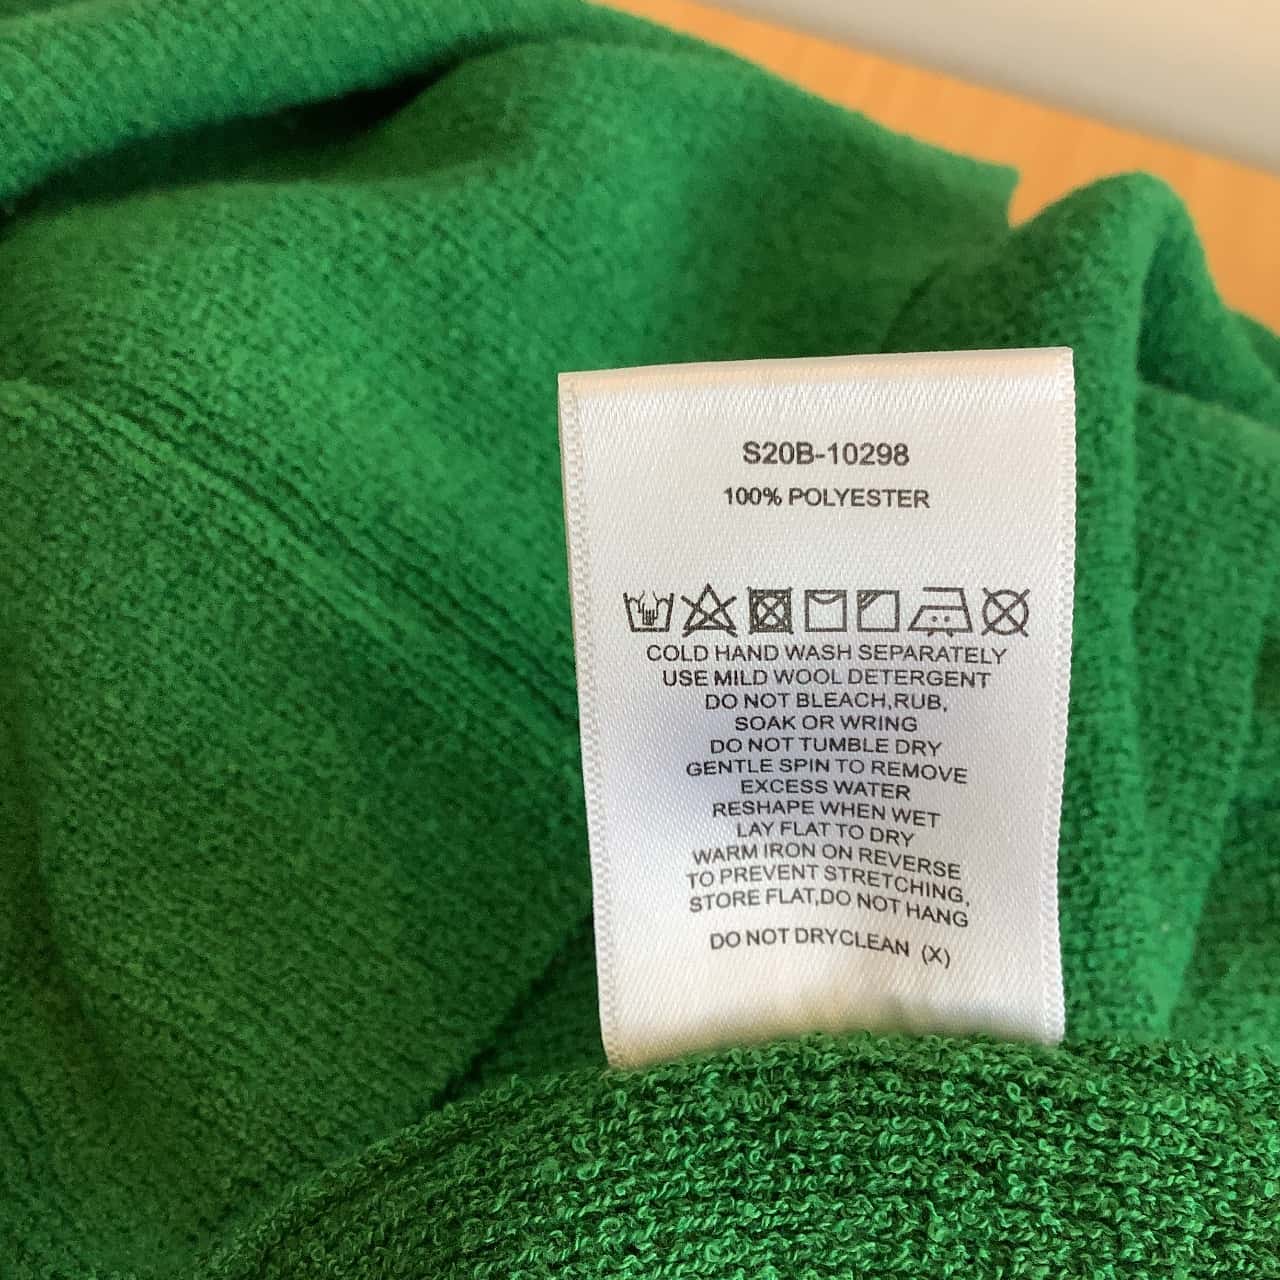 S20B-10298
100% POLYESTER
COLD HAND WASH SEPARATELY
USE MILD WOOL DETERGENT
DO NOT BLEACH,RUB,
SOAK OR WRING
DO NOT TUMBLE DRY
GENTLE SPIN TO REMOVE
EXCESS WATER
RESHAPE WHEN WET
LAY FLAT TO DRY
WARM IRON ON REVERSE
TO PREVENT STRETCHING,
STORE FLAT,DO NOT HANG
DO NOT DRYCLEAN (X)